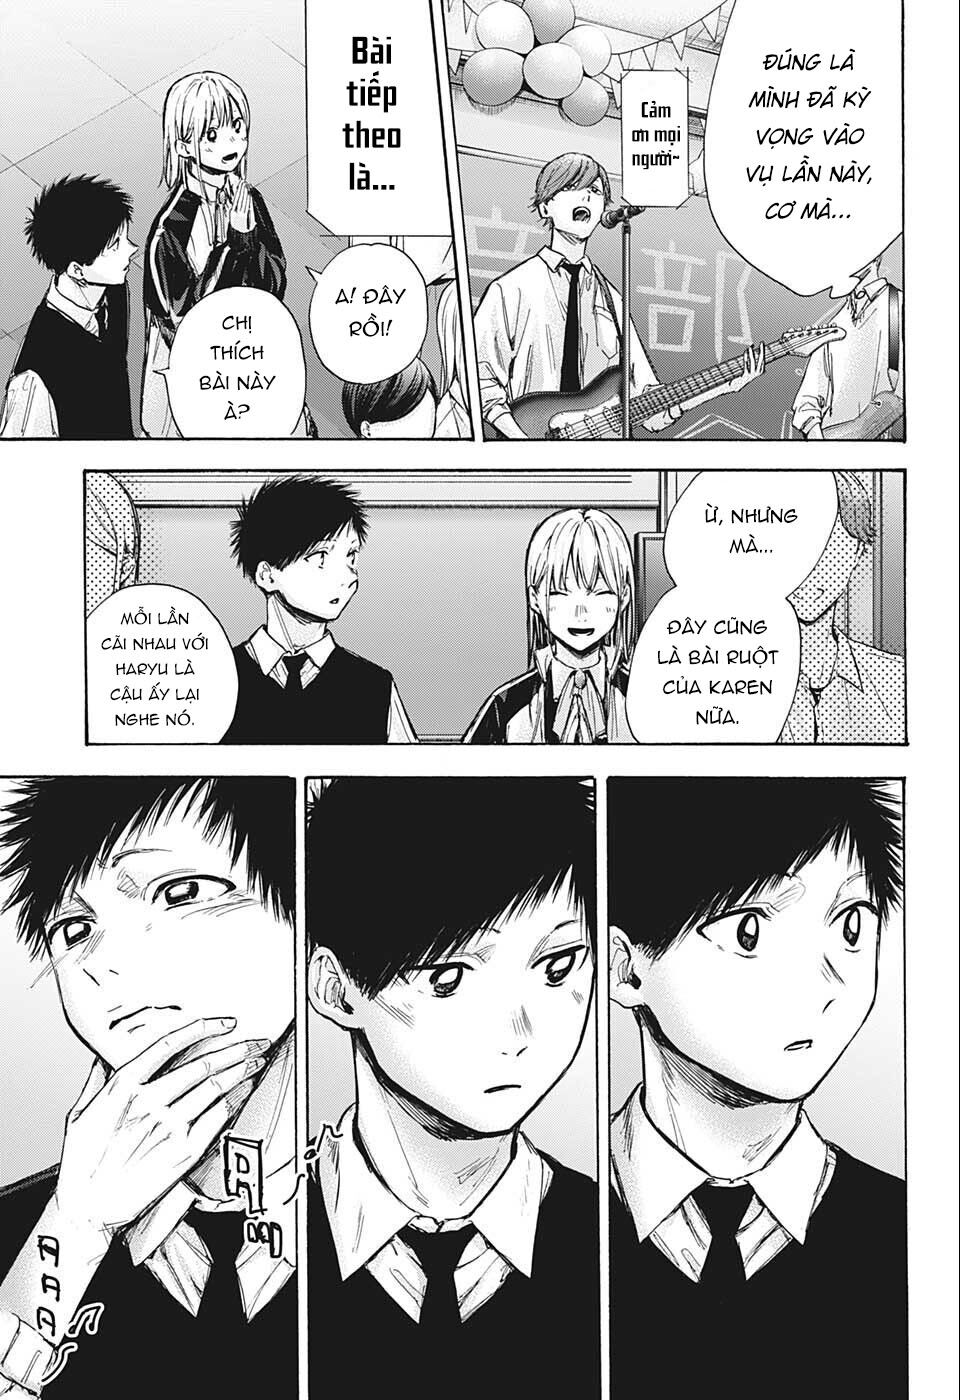 ĐÚNG LÀ
MÌNH ĐÃ KỲ
VỌNG VÀO
VỤ LẦN NÀY,
CƠ MÀ...
Cảm
ơn mọi
người~
部
Bài
tiếp
theo
là...
A! ĐÂY
RỒI!
CHỊ
THÍCH
BÀI NÀY
À?
Ừ, NHƯNG
MÀ...
ĐÂY CŨNG
LÀ BÀI RUỘT
CỦA KAREN
NỮA.
MỖI LẦN
CÃI NHAU VỚI
HARYU LÀ
CẬU ẤY LẠI
NGHE NÓ.